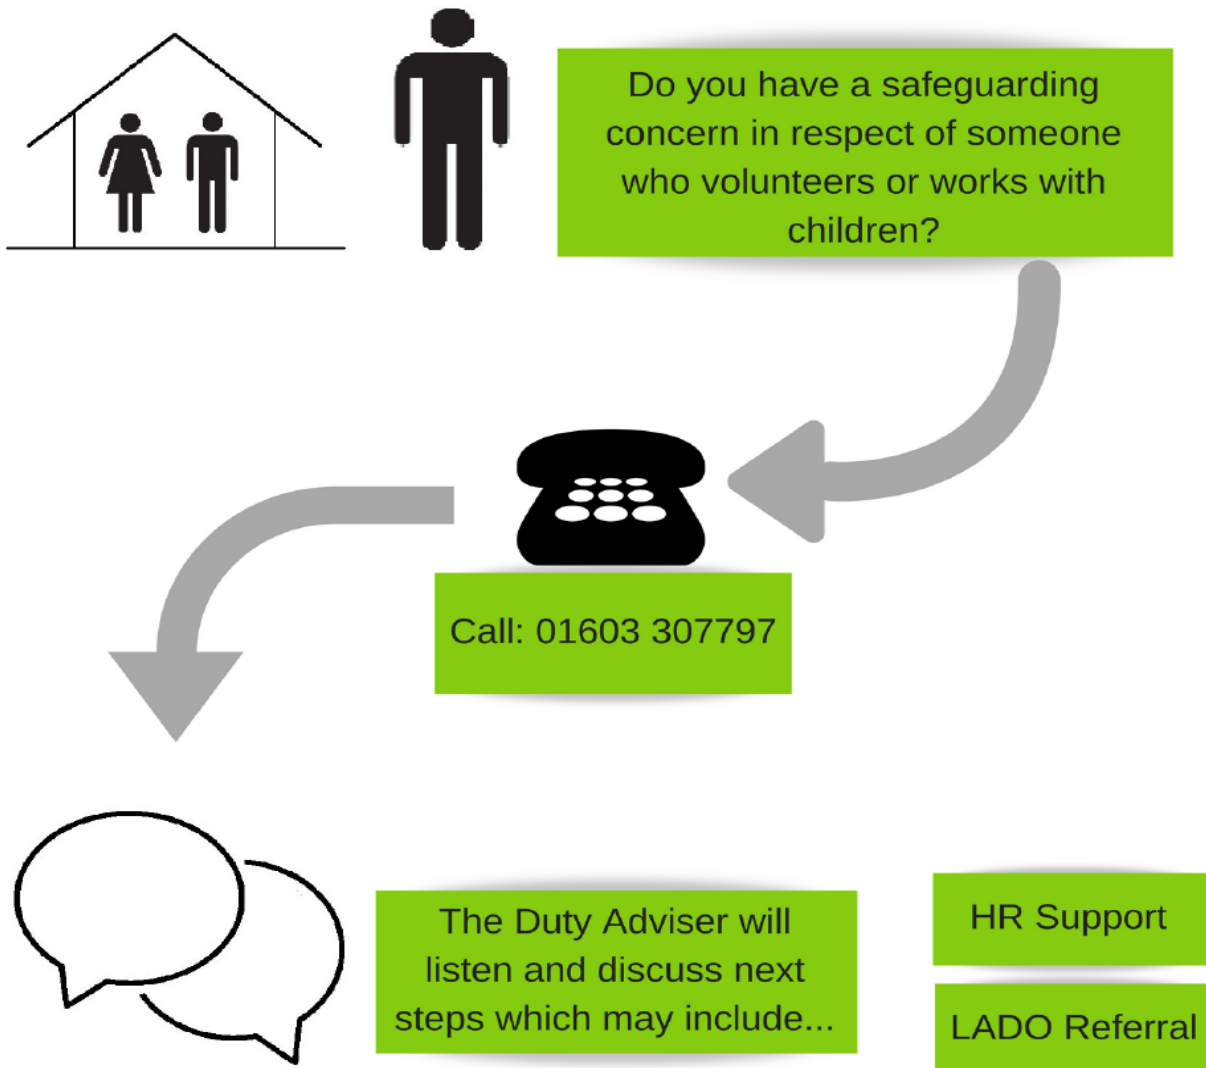 Do you have a safeguarding
concern in respect of someone
who volunteers or works with
children?
Call: 01603 307797
The Duty Adviser will
listen and discuss next
steps which may include...
HR Support
LADO Referral